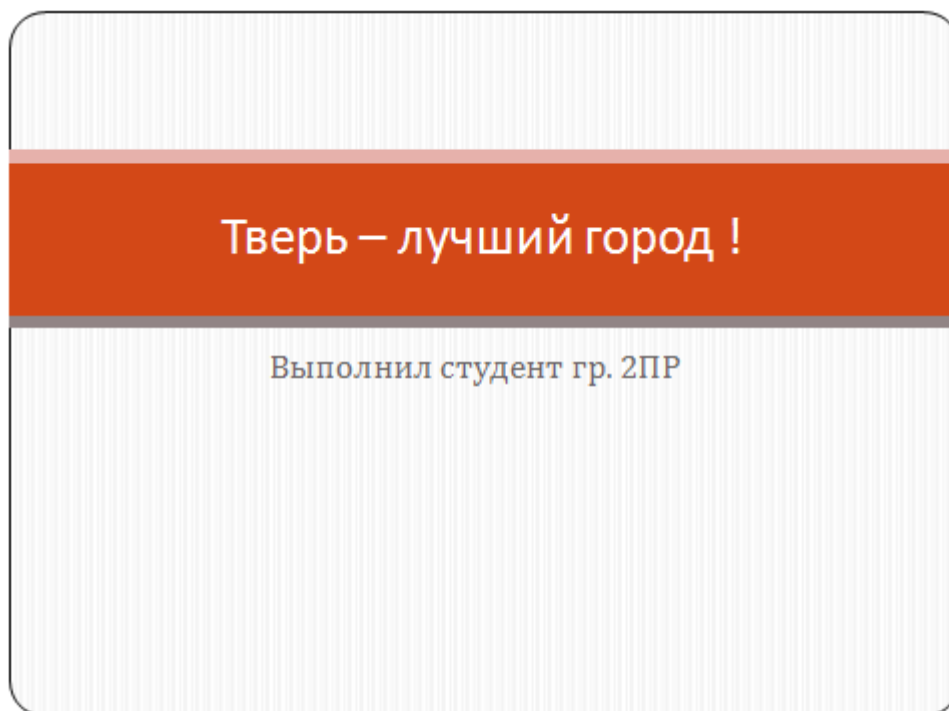 Тверь – лучший город !
Выполнил студент гр. 2ПР